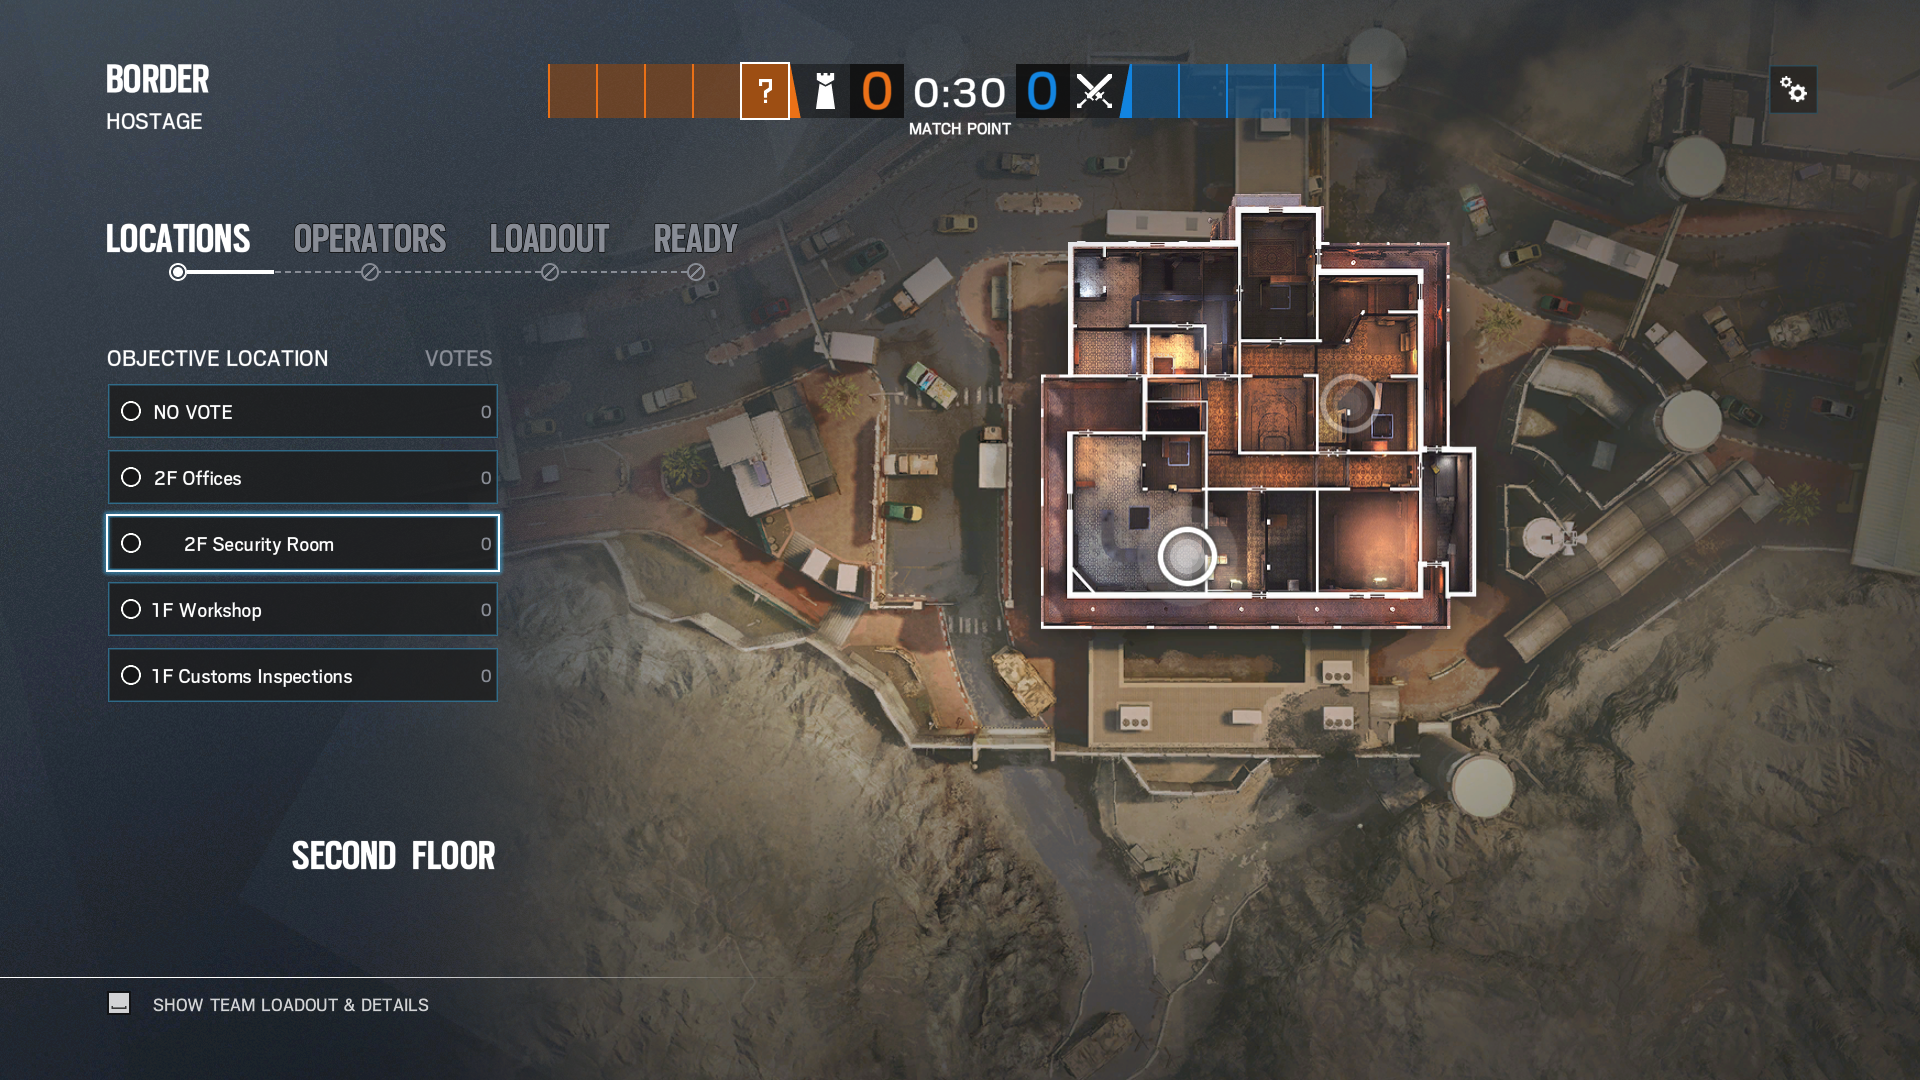 BORDER
HOSTAGE
?
0
0:30
0
MATCH POINT
LOCATIONS
OPERATORS
LOADOUT
READY
OBJECTIVE LOCATION
VOTES
NO VOTE
0
2F Offices
0
2F Security Room
0
1F Workshop
0
1F Customs Inspections
0
SECOND FLOOR
SHOW TEAM LOADOUT & DETAILS